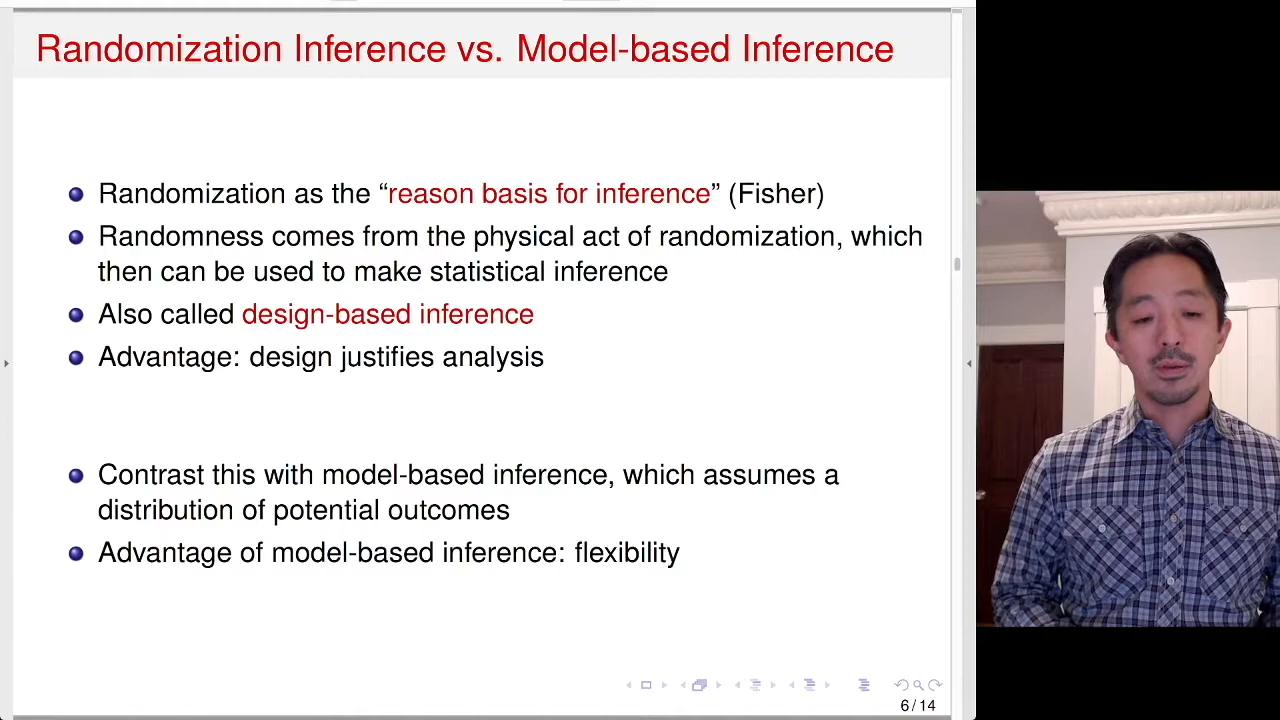 Randomization Inference vs. Model-based Inference
Randomization as the “reason basis for inference” (Fisher)
Randomness comes from the physical act of randomization, which
then can be used to make statistical inference
Also called design-based inference
Advantage: design justifies analysis
Contrast this with model-based inference, which assumes a
distribution of potential outcomes
Advantage of model-based inference: flexibility
6 / 14